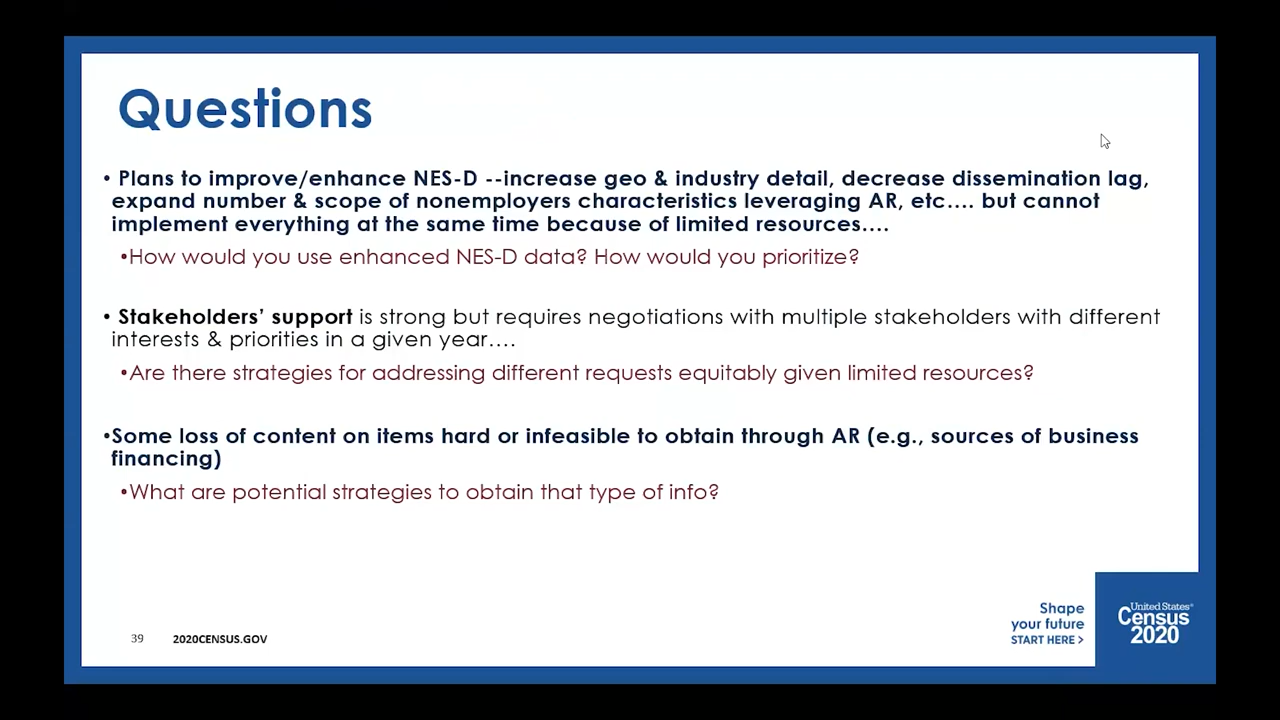 Questions
• Plans to improve/enhance NES-D --increase geo & industry detail, decrease dissemination lag,
expand number & scope of nonemployers characteristics leveraging AR, etc.... but cannot
implement everything at the same time because of limited resources....
•How would you use enhanced NES-D data? How would you prioritize?
• Stakeholders’ support is strong but requires negotiations with multiple stakeholders with different
interests & priorities in a given year....
•Are there strategies for addressing different requests equitably given limited resources?
•Some loss of content on items hard or infeasible to obtain through AR (e.g., sources of business
financing)
•What are potential strategies to obtain that type of info?
39 2020CENSUS.GOV
Shape
your future
START HERE >
United States®
Census
2020